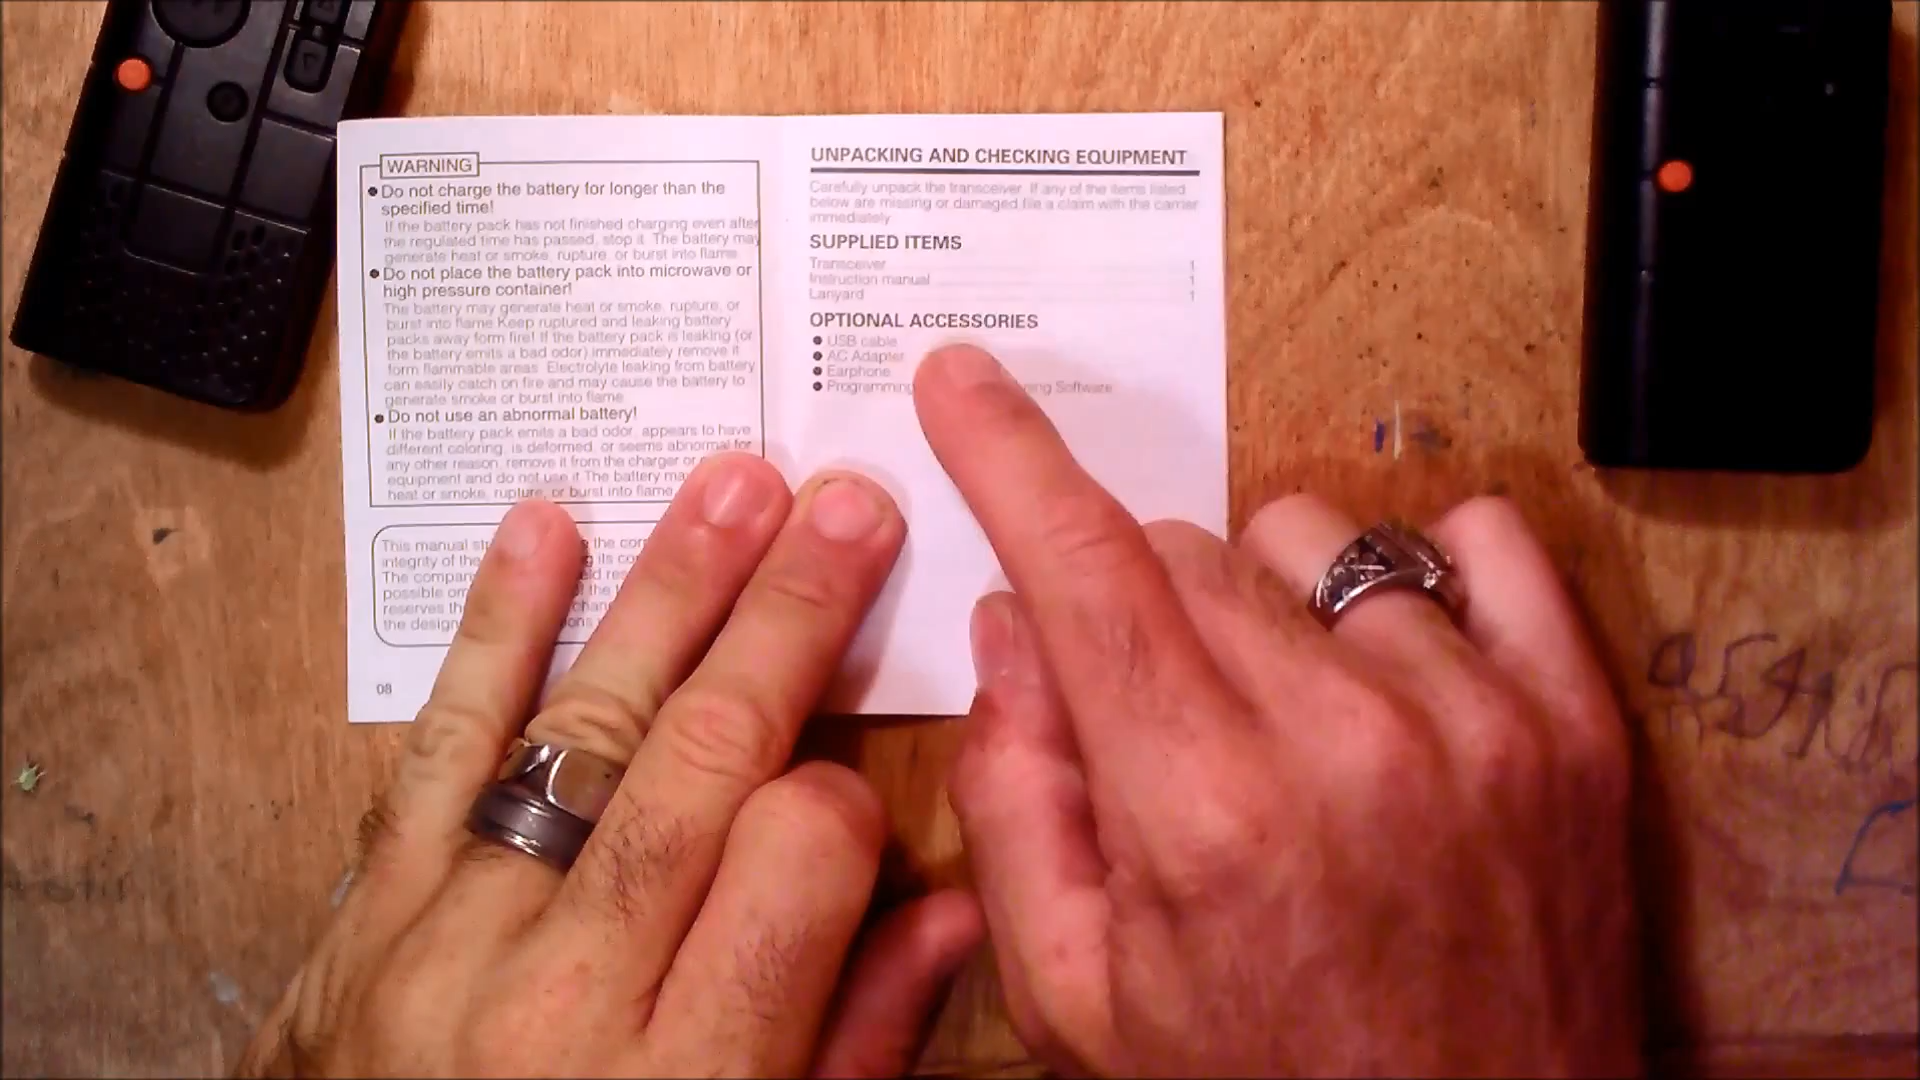 WARNING
● Do not charge the battery for longer than the
specified time!
If the battery pack has not finished charging even after
the regulated time has passed, stop it. The battery may
generate heat or smoke, rupture, or burst into flame.
● Do not place the battery pack into microwave or
high pressure container!
The battery may generate heat or smoke, rupture, or
burst into flame.Keep ruptured and leaking battery
packs away form fire! If the battery pack is leaking (or
the battery emits a bad odor) immediately remove it
form flammable areas. Electrolyte leaking from battery
can easily catch on fire and may cause the battery to
generate smoke or burst into flame.
● Do not use an abnormal battery!
If the battery pack emits a bad odor, appears to have
different coloring, is deformed, or seems abnormal for
any other reason, remove it from the charger or
equipment and do not use it.The battery may
heat or smoke, rupture, or burst into flame.
This manual the
integrity of the its
The company
possible the
reserves
the design
08
UNPACKING AND CHECKING EQUIPMENT
Carefully unpack the transceiver. If any of the items listed
below are missing or damaged file a claim with the carrier
immediately.
SUPPLIED ITEMS
Transceiver 1
Instruction manual 1
Lanyard 1
OPTIONAL ACCESSORIES
● USB cable
● AC Adapter
● Earphone
● Programming Software